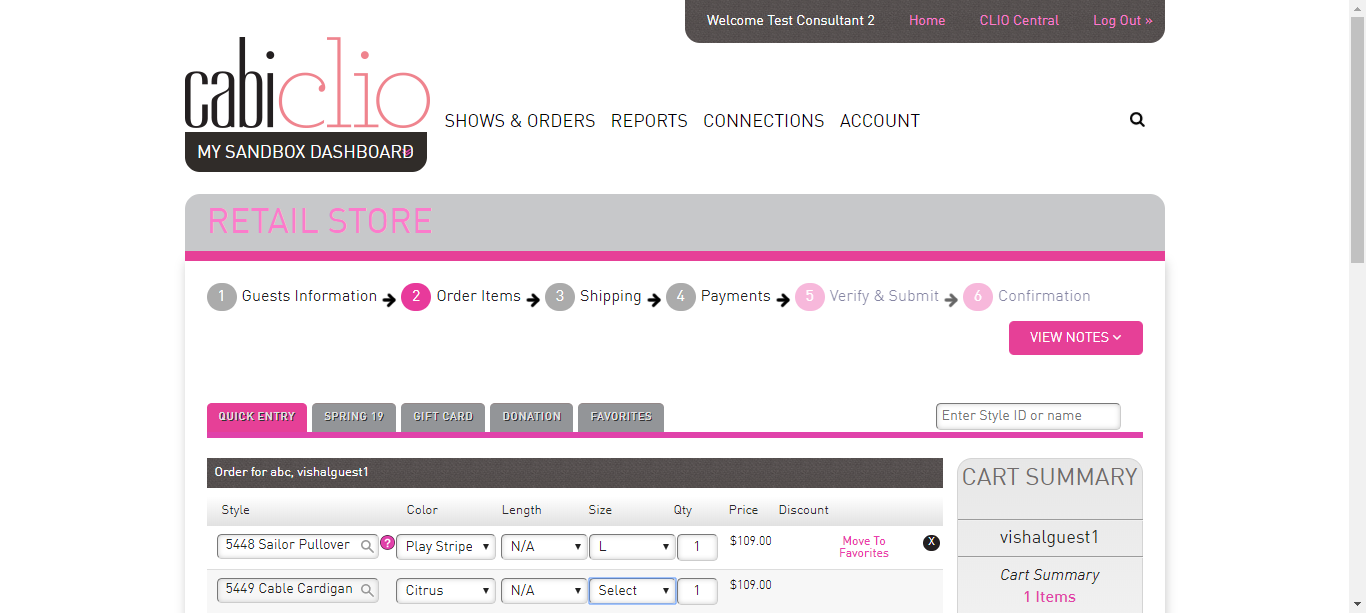 Welcome Test Consultant 2 Home CLIO Central Log Out »
cabiclio
SHOWS & ORDERS REPORTS CONNECTIONS ACCOUNT
MY SANDBOX DASHBOARD
RETAIL STORE
1 Guests Information 2 Order Items 3 Shipping 4 Payments 5 Verify & Submit 6 Confirmation
VIEW NOTES
QUICK ENTRY SPRING 19 GIFT CARD DONATION FAVORITES Enter Style ID or name
Order for abc, vishalguest1
CART SUMMARY
Style Color Length Size Qty Price Discount
vishalguest1
5448 Sailor Pullover ? Play Stripe N/A L 1 $109.00 Move To Favorites X
Cart Summary
5449 Cable Cardigan Citrus N/A Select 1 $109.00
1 Items